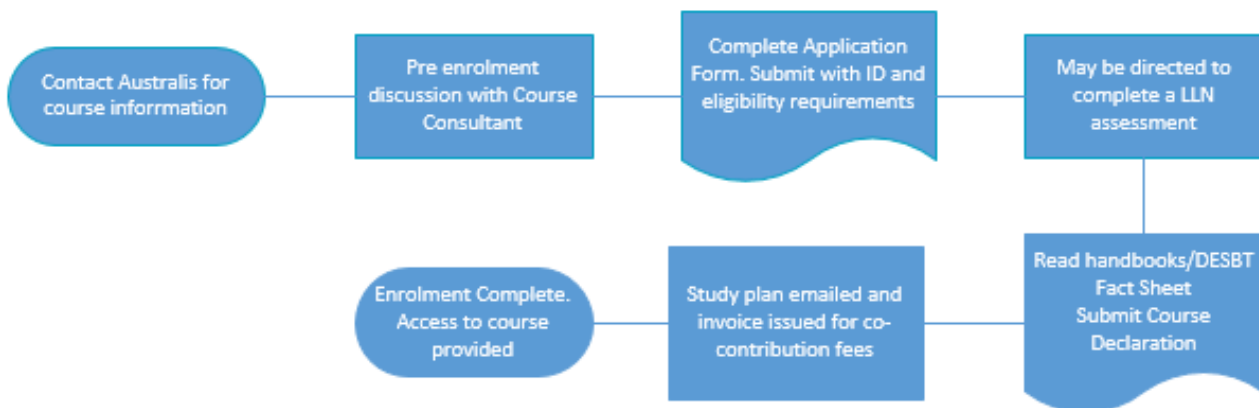 Contact Australis for
course inforrmation
Pre enrolment
discussion with Course
Consultant
Complete Application
Form. Submit with ID and
eligibility requirements
May be directed to
complete a LLN
assessment
Read handbooks/DESBT
Fact Sheet
Submit Course
Declaration
Study plan emailed and
invoice issued for co-
contribution fees
Enrolment Complete.
Access to course
provided